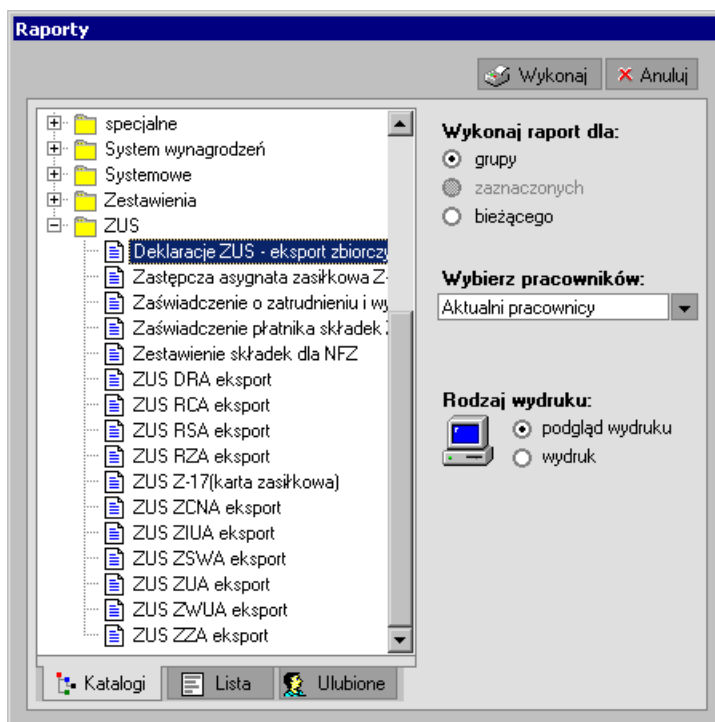 Raporty
Wykonaj
Anuluj
specjalne
System wynagrodzeń
Systemowe
Zestawienia
ZUS
Deklaracje ZUS - eksport zbiorczy
Zastępcza asygnata zasiłkowa Z-
Zaświadczenie o zatrudnieniu i wy
Zaświadczenie płatnika składek
Zestawienie składek dla NFZ
ZUS DRA eksport
ZUS RCA eksport
ZUS RSA eksport
ZUS RZA eksport
ZUS Z-17(karta zasiłkowa)
ZUS ZCNA eksport
ZUS ZIUA eksport
ZUS ZSWA eksport
ZUS ZUA eksport
ZUS ZWUA eksport
ZUS ZZA eksport
Katalogi
Lista
Ulubione
Wykonaj raport dla:
grupy
zaznaczonych
bieżącego
Wybierz pracowników:
Aktualni pracownicy
Rodzaj wydruku:
podgląd wydruku
wydruk